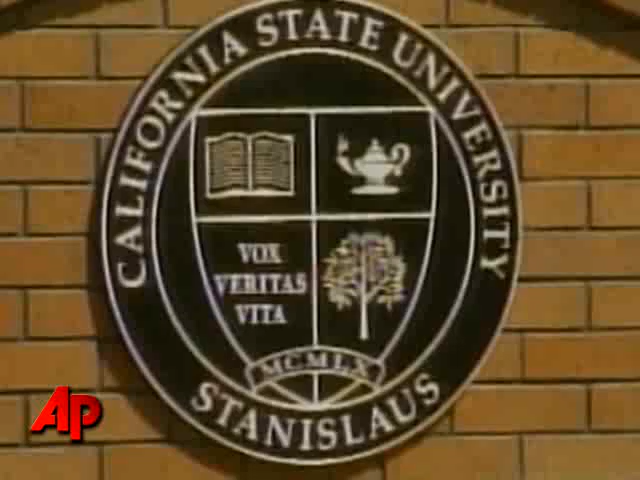 CALIFORNIA STATE UNIVERSITY
VOX
VERITAS
VITA
MCMLX
STANISLAUS
AP